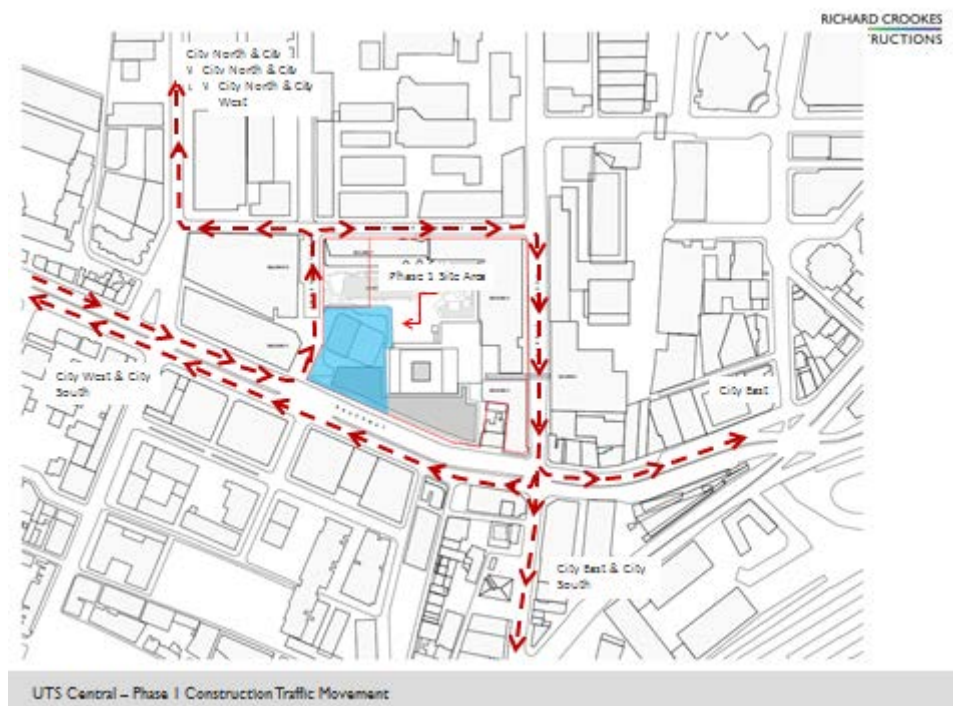 RICHARD CROOKES
RUCTIONS
City North & City
City North & City
City North & City
West
Phase 1 Site Area
City West & City
South
BROADWAY
City East
City East & City
South
UTS Central – Phase 1 Construction Traffic Movement